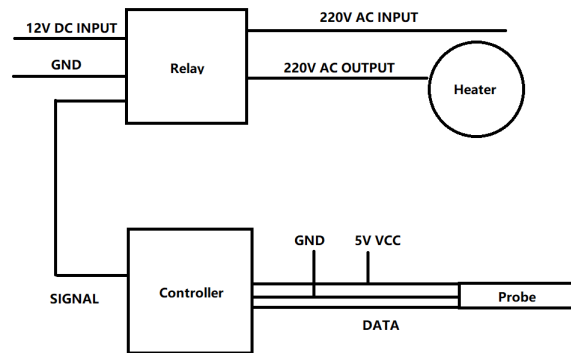 12V DC INPUT
220V AC INPUT
GND
Relay
220V AC OUTPUT
Heater
GND
5V VCC
SIGNAL
Controller
Probe
DATA